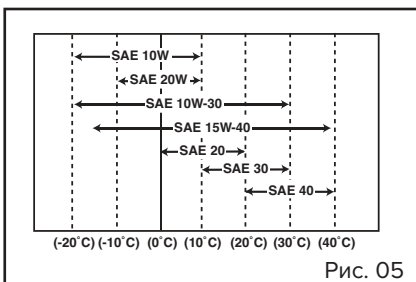 SAE 10W
SAE 20W
SAE 10W-30
SAE 15W-40
SAE 20
SAE 30
SAE 40
(-20°C) (-10°C) (0°C) (10°C) (20°C) (30°C) (40°C)
Рис. 05